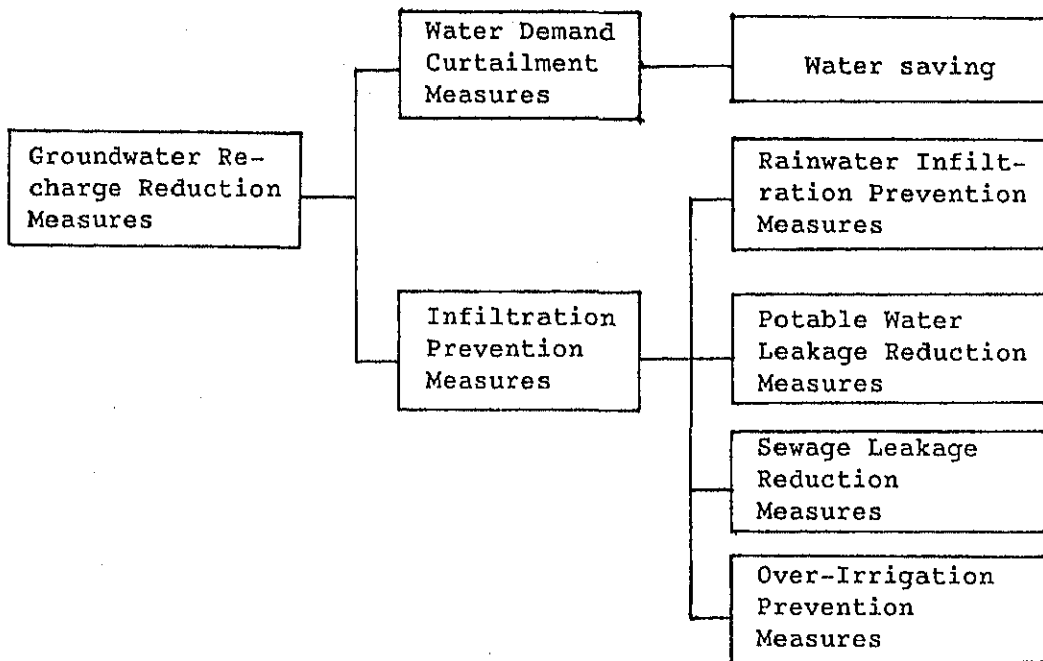 Groundwater Re-
charge Reduction
Measures
Water Demand
Curtailment
Measures
Water saving
Infiltration
Prevention
Measures
Rainwater Infilt-
ration Prevention
Measures
Potable Water
Leakage Reduction
Measures
Sewage Leakage
Reduction
Measures
Over-Irrigation
Prevention
Measures